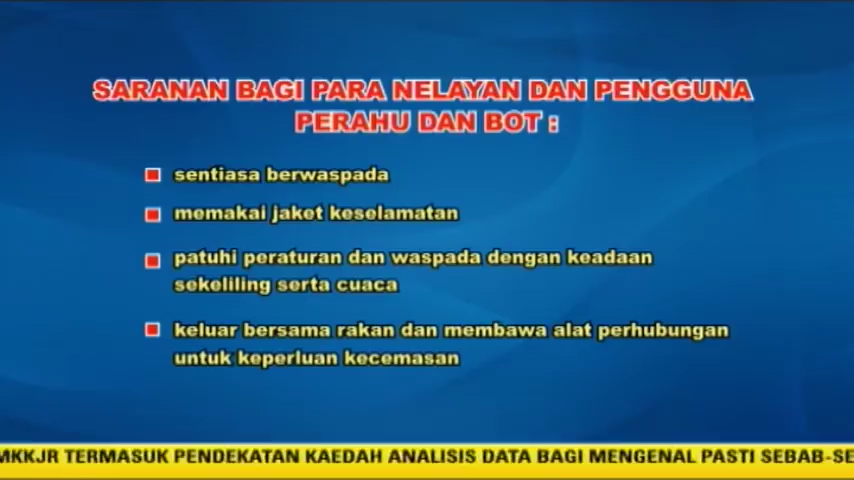 SARANAN BAGI PARA NELAYAN DAN PENGGUNA
PERAHU DAN BOT :
sentiasa berwaspada
memakai jaket keselamatan
patuhi peraturan dan waspada dengan keadaan
sekeliling serta cuaca
keluar bersama rakan dan membawa alat perhubungan
untuk keperluan kecemasan
MKKJR TERMASUK PENDEKATAN KAEDAH ANALISIS DATA BAGI MENGENAL PASTI SEBAB-SE